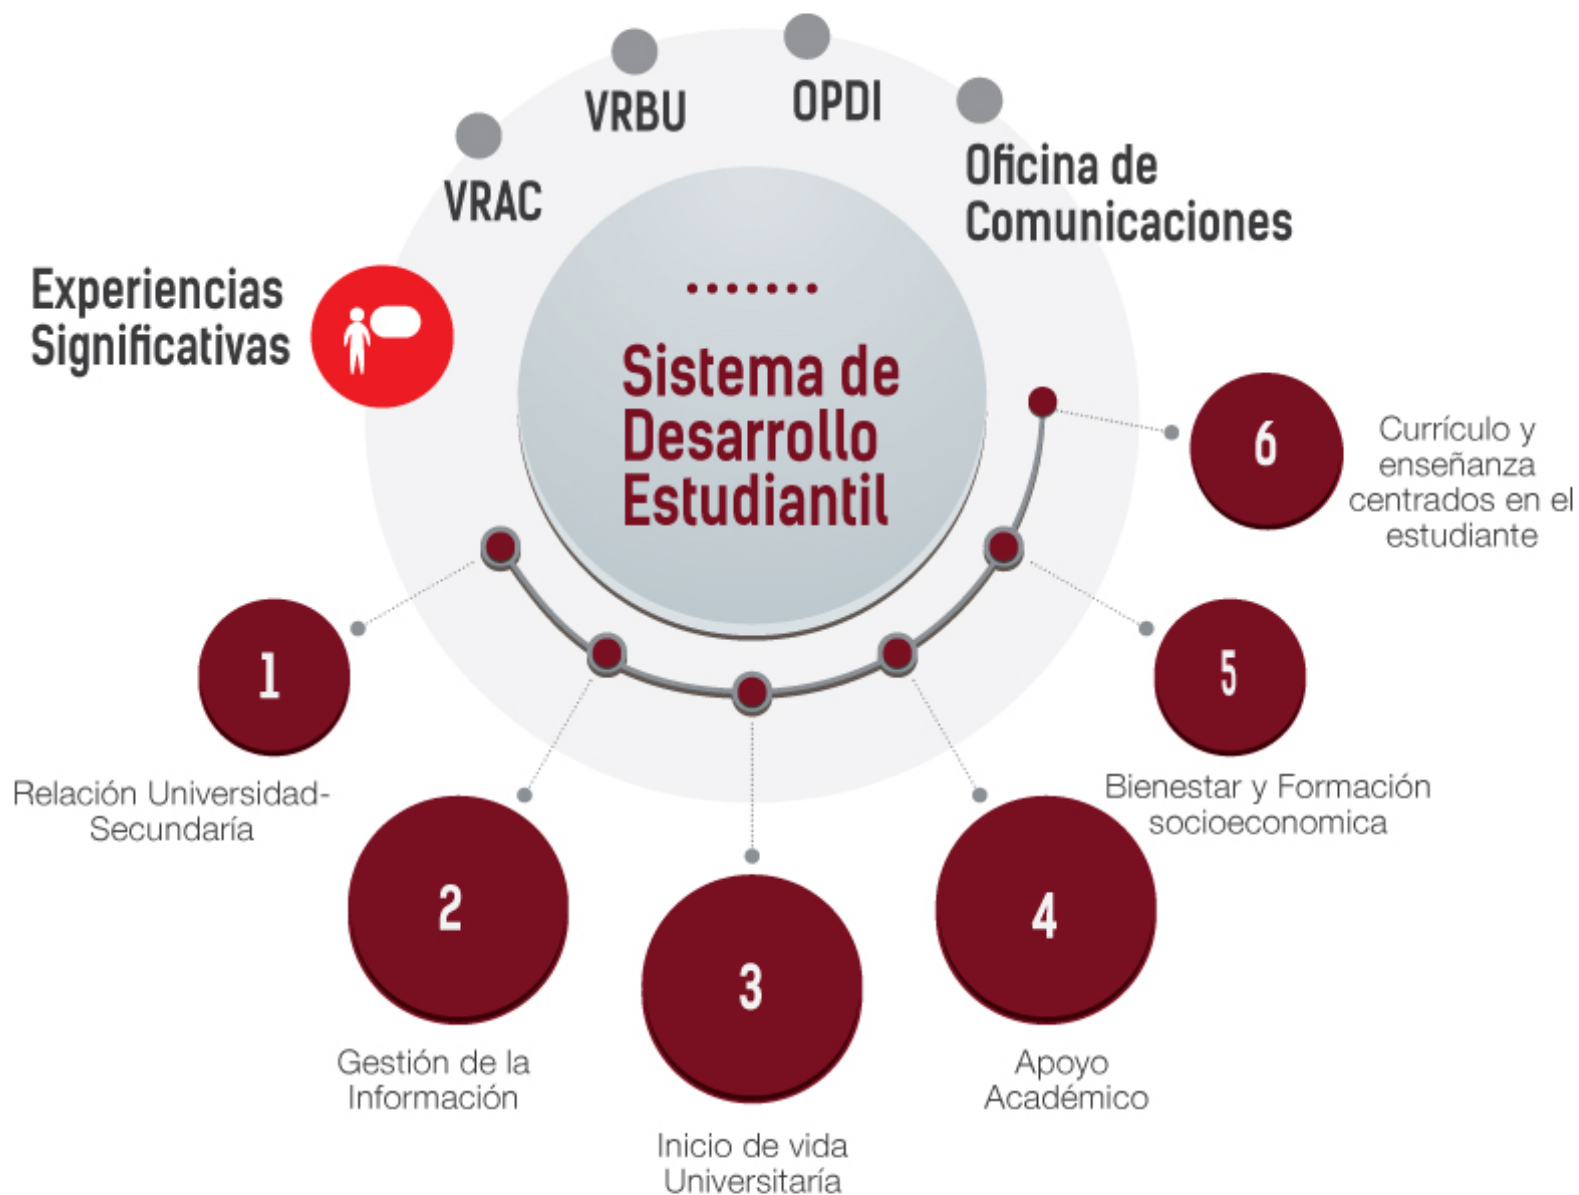 VRAC
VRBU
OPDI
Oficina de
Comunicaciones
Experiencias
Significativas
Sistema de
Desarrollo
Estudiantil
1
Relación Universidad-
Secundaría
2
Gestión de la
Información
3
Inicio de vida
Universitaría
4
Apoyo
Académico
5
Bienestar y Formación
socioeconomica
6
Currículo y
enseñanza
centrados en el
estudiante